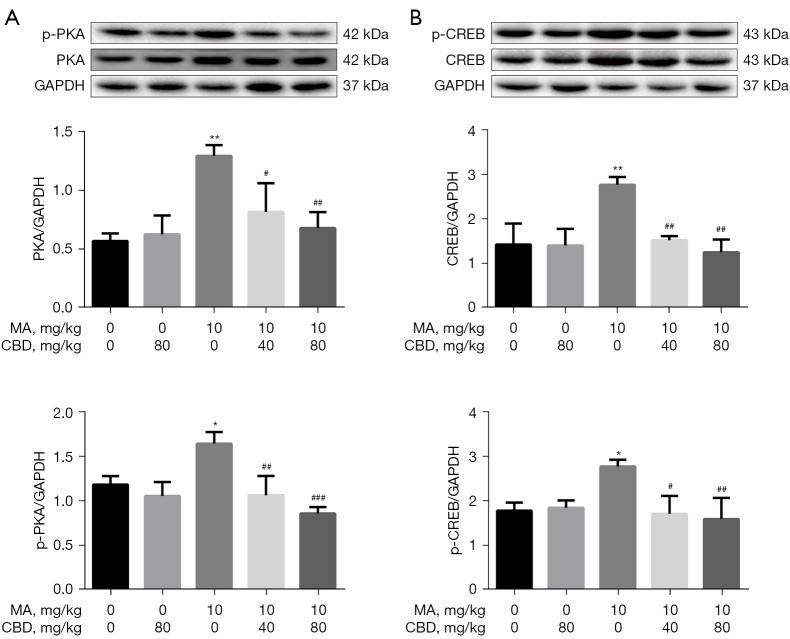 A
p-PKA 42 kDa
PKA 42 kDa
GAPDH 37 kDa
PKA/GAPDH
1.5
1.0
0.5
0.0
**
#
##
MA, mg/kg 0 0 10 10 10
CBD, mg/kg 0 80 0 40 80
p-PKA/GAPDH
2.0
1.5
1.0
0.5
0.0
*
##
###
MA, mg/kg 0 0 10 10 10
CBD, mg/kg 0 80 0 40 80
B
p-CREB 43 kDa
CREB 43 kDa
GAPDH 37 kDa
CREB/GAPDH
4
3
2
1
0
**
##
##
MA, mg/kg 0 0 10 10 10
CBD, mg/kg 0 80 0 40 80
p-CREB/GAPDH
4
3
2
1
0
*
#
##
MA, mg/kg 0 0 10 10 10
CBD, mg/kg 0 80 0 40 80